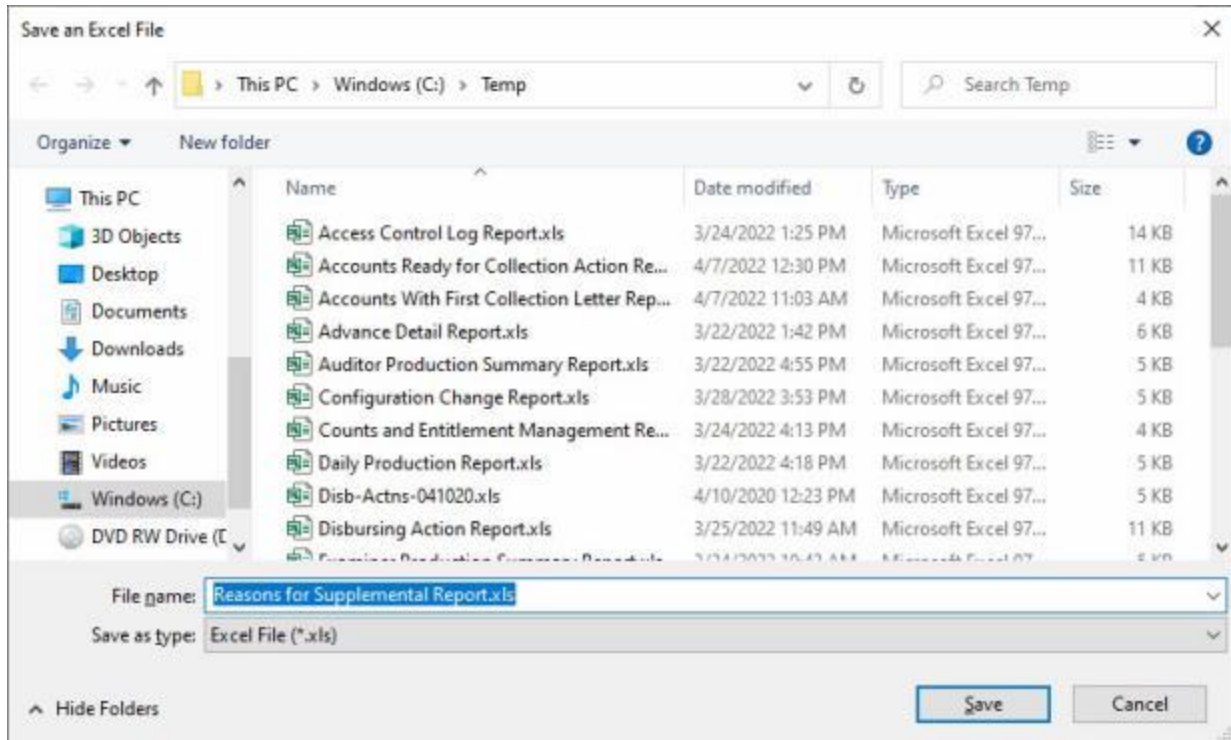 Save an Excel File
This PC > Windows (C:) > Temp
Search Temp
Organize New folder
Name Date modified Type Size
This PC
3D Objects
Desktop
Documents
Downloads
Music
Pictures
Videos
Windows (C:)
DVD RW Drive (D
Access Control Log Report.xls 3/24/2022 1:25 PM Microsoft Excel 97... 14 KB
Accounts Ready for Collection Action Re... 4/7/2022 12:30 PM Microsoft Excel 97... 11 KB
Accounts With First Collection Letter Rep... 4/7/2022 11:03 AM Microsoft Excel 97... 4 KB
Advance Detail Report.xls 3/22/2022 1:42 PM Microsoft Excel 97... 6 KB
Auditor Production Summary Report.xls 3/22/2022 4:55 PM Microsoft Excel 97... 5 KB
Configuration Change Report.xls 3/28/2022 3:53 PM Microsoft Excel 97... 5 KB
Counts and Entitlement Management Re... 3/24/2022 4:13 PM Microsoft Excel 97... 4 KB
Daily Production Report.xls 3/22/2022 4:18 PM Microsoft Excel 97... 5 KB
Disb-Actns-041020.xls 4/10/2020 12:23 PM Microsoft Excel 97... 5 KB
Disbursing Action Report.xls 3/25/2022 11:49 AM Microsoft Excel 97... 11 KB
File name: Reasons for Supplemental Report.xls
Save as type: Excel File (*.xls)
Hide Folders
Save Cancel